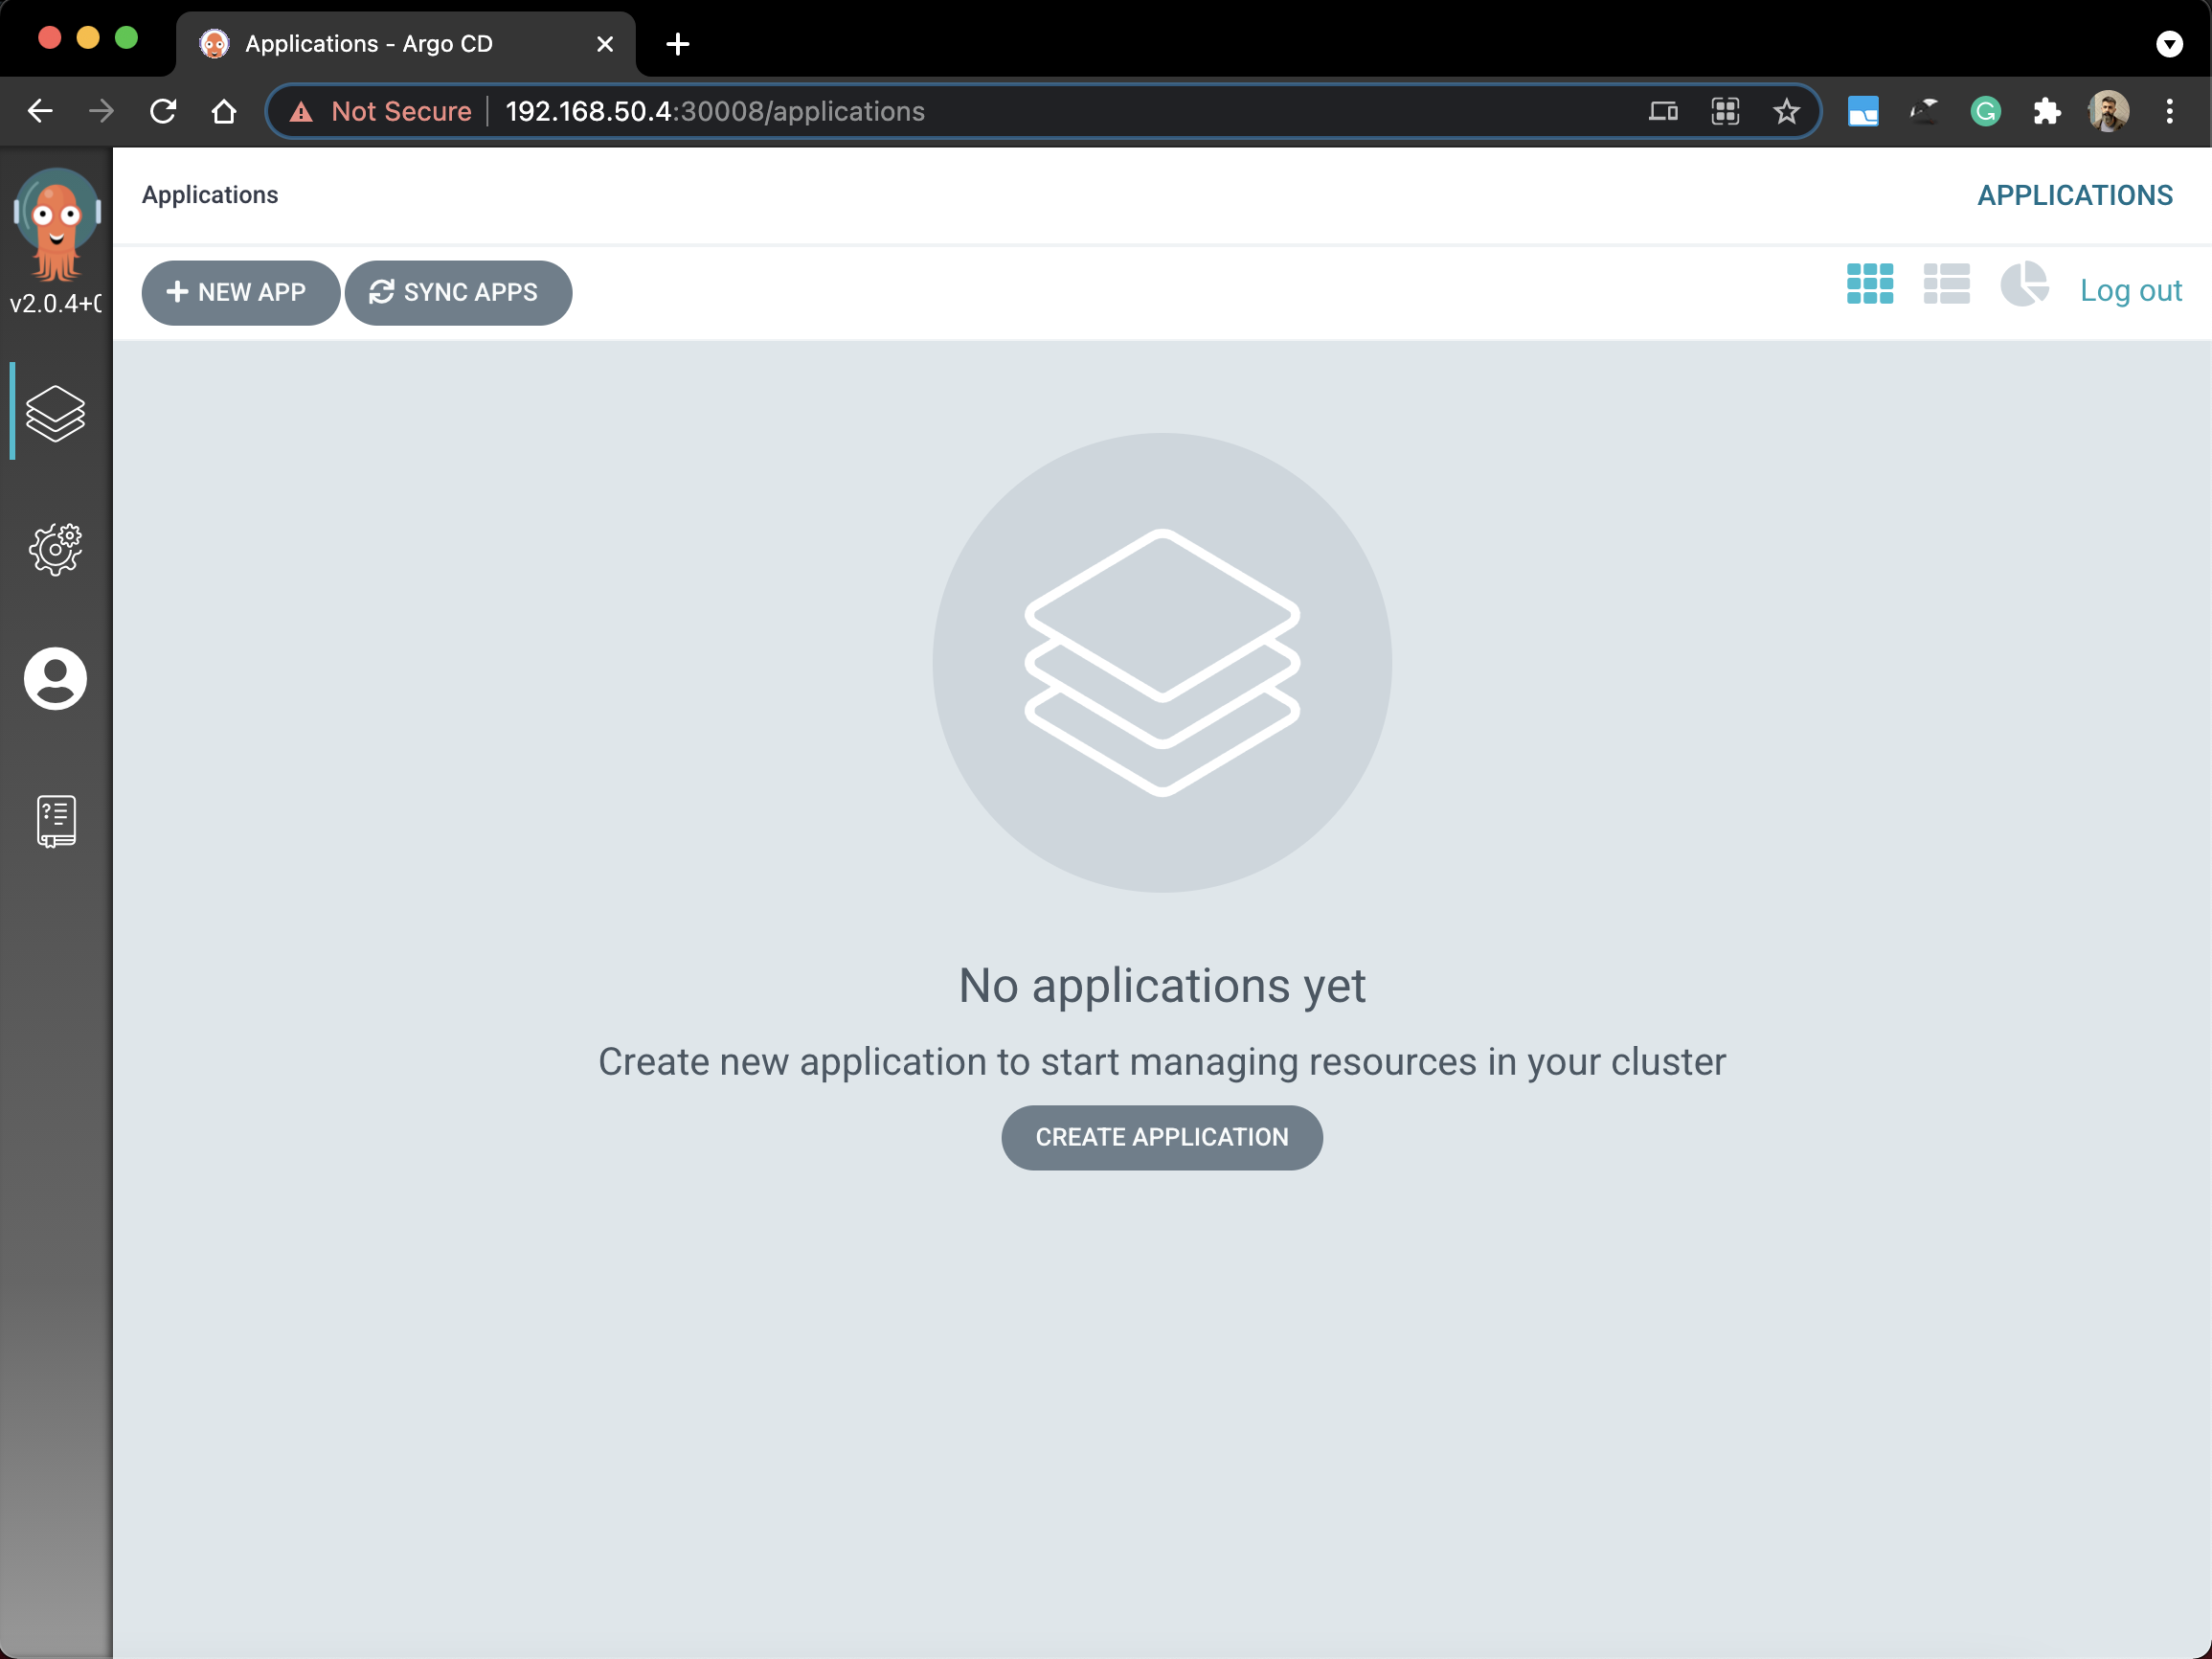 Applications - Argo CD
Not Secure 192.168.50.4:30008/applications
Applications
APPLICATIONS
v2.0.4+
NEW APP
SYNC APPS
Log out
No applications yet
Create new application to start managing resources in your cluster
CREATE APPLICATION